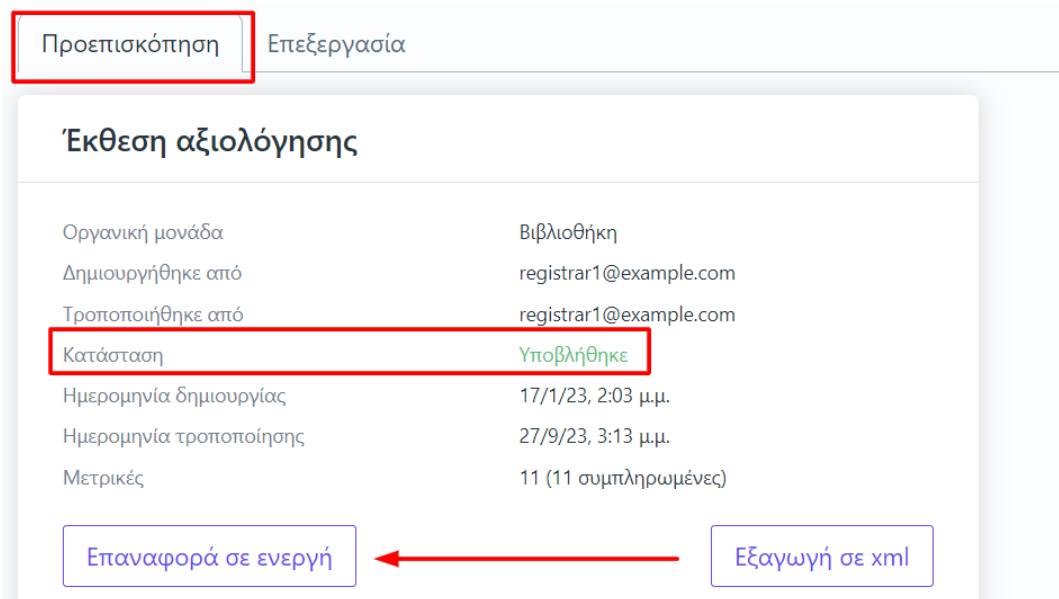 Προεπισκόπηση Επεξεργασία
Έκθεση αξιολόγησης
Οργανική μονάδα Βιβλιοθήκη
Δημιουργήθηκε από registrar1@example.com
Τροποποιήθηκε από registrar1@example.com
Κατάσταση Υποβλήθηκε
Ημερομηνία δημιουργίας 17/1/23, 2:03 μ.μ.
Ημερομηνία τροποποίησης 27/9/23, 3:13 μ.μ.
Μετρικές 11 (11 συμπληρωμένες)
Επαναφορά σε ενεργή Εξαγωγή σε xml